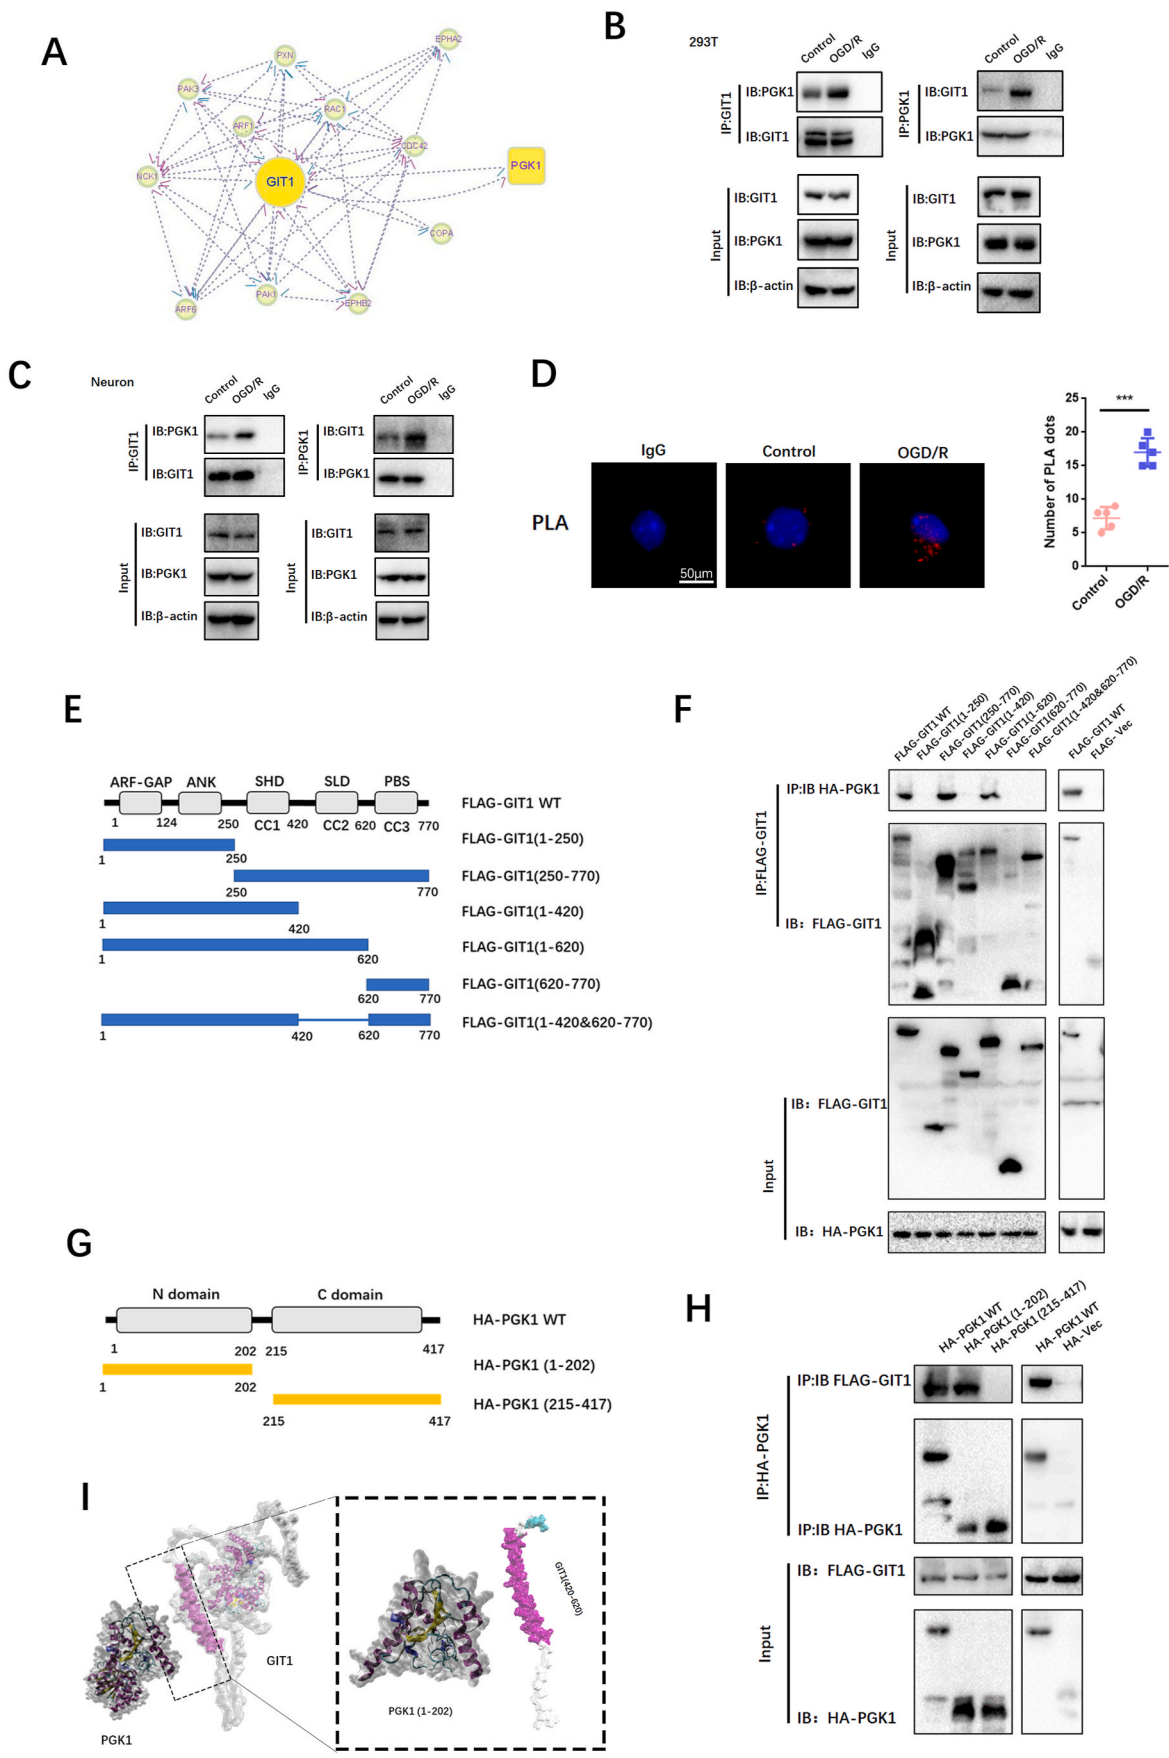 A
PXN
EPHA2
PAK3
RAC1
ARF1
CDC42
NCK1
GIT1
PGK1
COPA
PAK1
ARF6
EPHB2
B
293T
Control
OGD/R
IgG
IP:GIT1
IB:PGK1
IB:GIT1
Input
IB:GIT1
IB:PGK1
IB:β-actin
Control
OGD/R
IgG
IP:PGK1
IB:GIT1
IB:PGK1
Input
IB:GIT1
IB:PGK1
IB:β-actin
C
Neuron
Control
OGD/R
IgG
IP:GIT1
IB:PGK1
IB:GIT1
Input
IB:GIT1
IB:PGK1
IB:β-actin
Control
OGD/R
IgG
IP:PGK1
IB:GIT1
IB:PGK1
Input
IB:GIT1
IB:PGK1
IB:β-actin
D
IgG
Control
OGD/R
PLA
50μm
Number of PLA dots
25
20
15
10
5
0
***
Control
OGD/R
E
ARF-GAP
ANK
SHD
SLD
PBS
FLAG-GIT1 WT
1
124
250
CC1
420
CC2
620
CC3
770
FLAG-GIT1(1-250)
1
250
FLAG-GIT1(250-770)
250
770
FLAG-GIT1(1-420)
1
420
FLAG-GIT1(1-620)
1
620
FLAG-GIT1(620-770)
620
770
FLAG-GIT1(1-420&620-770)
1
420
620
770
F
FLAG-GIT1 WT
FLAG-GIT1(1-250)
FLAG-GIT1(250-770)
FLAG-GIT1(1-420)
FLAG-GIT1(1-620)
FLAG-GIT1(620-770)
FLAG-GIT1(1-420&620-770)
FLAG-GIT1 WT
FLAG- Vec
IP:FLAG-GIT1
IP:IB HA-PGK1
IB: FLAG-GIT1
Input
IB: FLAG-GIT1
IB: HA-PGK1
G
N domain
C domain
HA-PGK1 WT
1
202
215
417
HA-PGK1 (1-202)
1
202
HA-PGK1 (215-417)
215
417
H
HA-PGK1 WT
HA-PGK1 (1-202)
HA-PGK1 (215-417)
HA-PGK1 WT
HA-Vec
IP:HA-PGK1
IP:IB FLAG-GIT1
IP:IB HA-PGK1
Input
IB: FLAG-GIT1
IB: HA-PGK1
I
PGK1
GIT1
PGK1 (1-202)
GIT1(420-620)